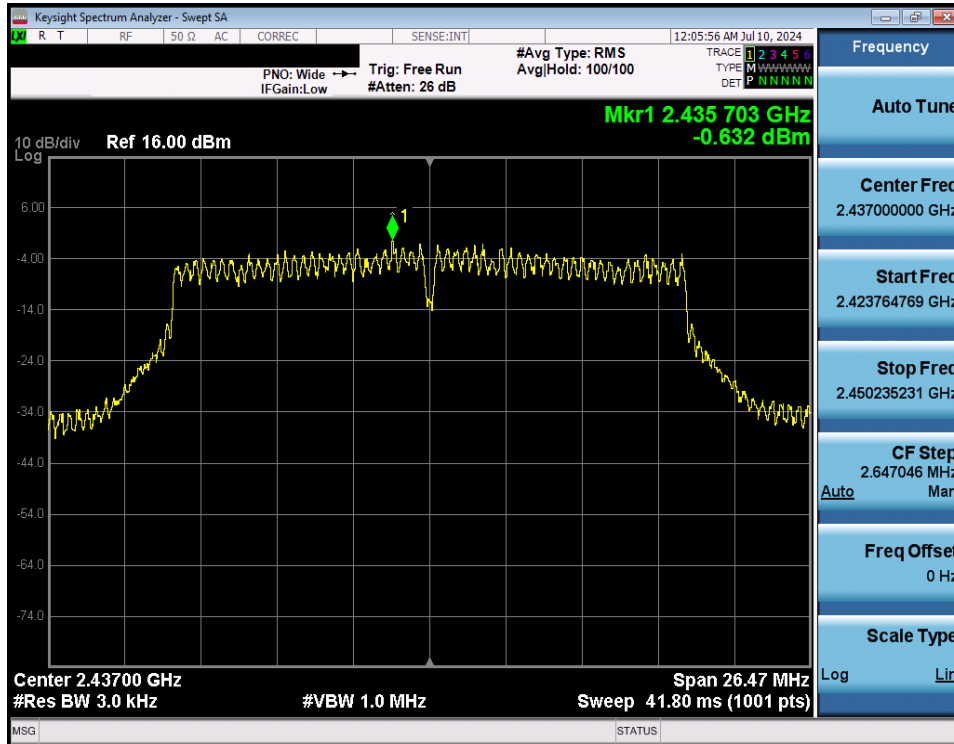 Keysight Spectrum Analyzer - Swept SA
LXI R T RF 50 Ω AC CORREC SENSE:INT 12:05:56 AM Jul 10, 2024
PNO: Wide Trig: Free Run #Avg Type: RMS TRACE 1 2 3 4 5 6
IFGain:Low #Atten: 26 dB Avg|Hold: 100/100 TYPE M W W W W W
DET P N N N N N
Mkr1 2.435 703 GHz
-0.632 dBm
10 dB/div Ref 16.00 dBm
Log
1
6.00
-4.00
-14.0
-24.0
-34.0
-44.0
-54.0
-64.0
-74.0
Center 2.43700 GHz Span 26.47 MHz
#Res BW 3.0 kHz #VBW 1.0 MHz Sweep 41.80 ms (1001 pts)
MSG STATUS
Frequency
Auto Tune
Center Freq
2.437000000 GHz
Start Freq
2.423764769 GHz
Stop Freq
2.450235231 GHz
CF Step
2.647046 MHz
Auto Man
Freq Offset
0 Hz
Scale Type
Log Lin